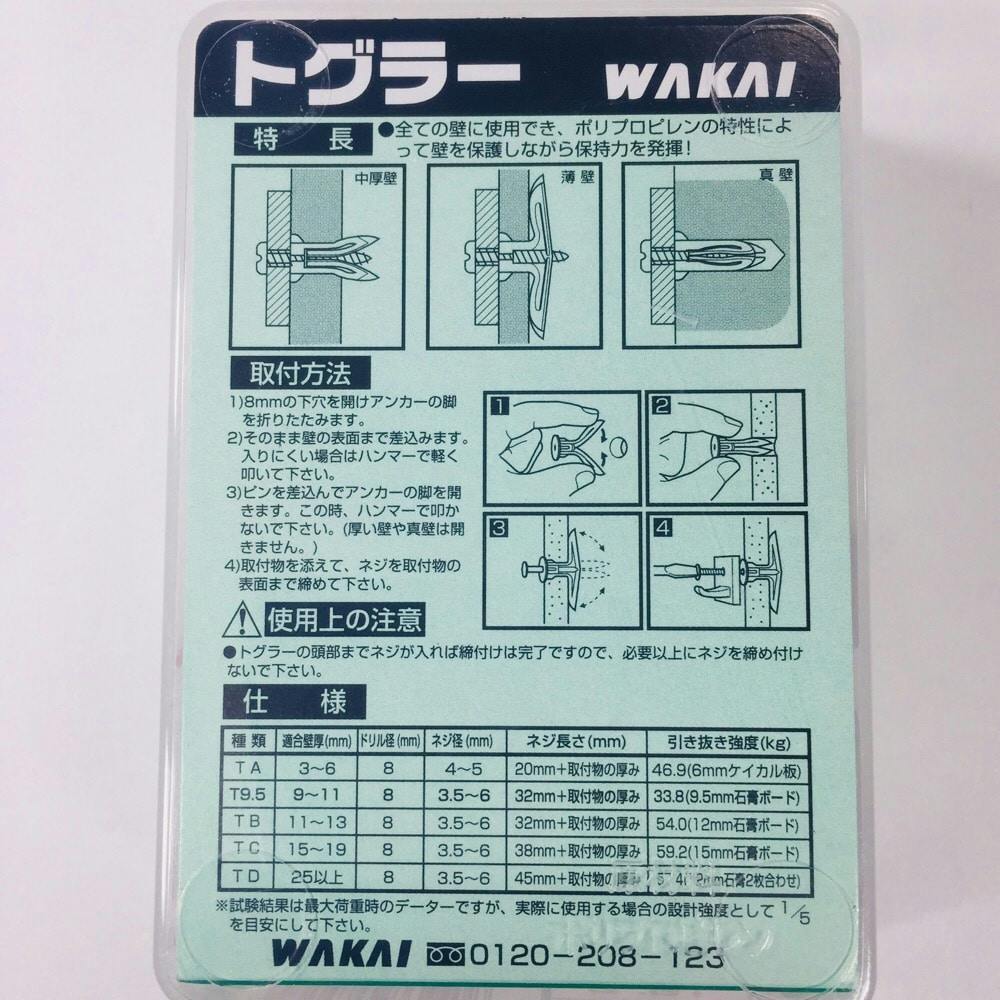 トグラー WAKAI
特長 ●全ての壁に使用でき、ポリプロピレンの特性によ
って壁を保護しながら保持力を発揮!
中厚壁 薄壁 真壁
取付方法
1)8mmの下穴を開けアンカーの脚
を折りたたみます。
2)そのまま壁の表面まで差込みます。
入りにくい場合はハンマーで軽く
叩いて下さい。
3)ピンを差込んでアンカーの脚を開
きます。この時、ハンマーで叩か
ないで下さい。(厚い壁や真壁は開
きません。)
4)取付物を添えて、ネジを取付物の
表面まで締めて下さい。
1 2
3 4
使用上の注意
●トグラーの頭部までネジが入れば締付けは完了ですので、必要以上にネジを締め付け
ないで下さい。
仕様
種類 適合壁厚(mm) ドリル径(mm) ネジ径(mm) ネジ長さ(mm) 引き抜き強度(kg)
TA 3〜6 8 4〜5 20mm+取付物の厚み 46.9(6mmケイカル板)
T9.5 9〜11 8 3.5〜6 32mm+取付物の厚み 33.8(9.5mm石膏ボード)
TB 11〜13 8 3.5〜6 32mm+取付物の厚み 54.0(12mm石膏ボード)
TC 15〜19 8 3.5〜6 38mm+取付物の厚み 59.2(15mm石膏ボード)
TD 25以上 8 3.5〜6 45mm+取付物の厚み 57.4(12mm石膏2枚合わせ)
※試験結果は最大荷重時のデーターですが、実際に使用する場合の設計強度として1/5
を目安にして下さい。
WAKAI 0120-208-123